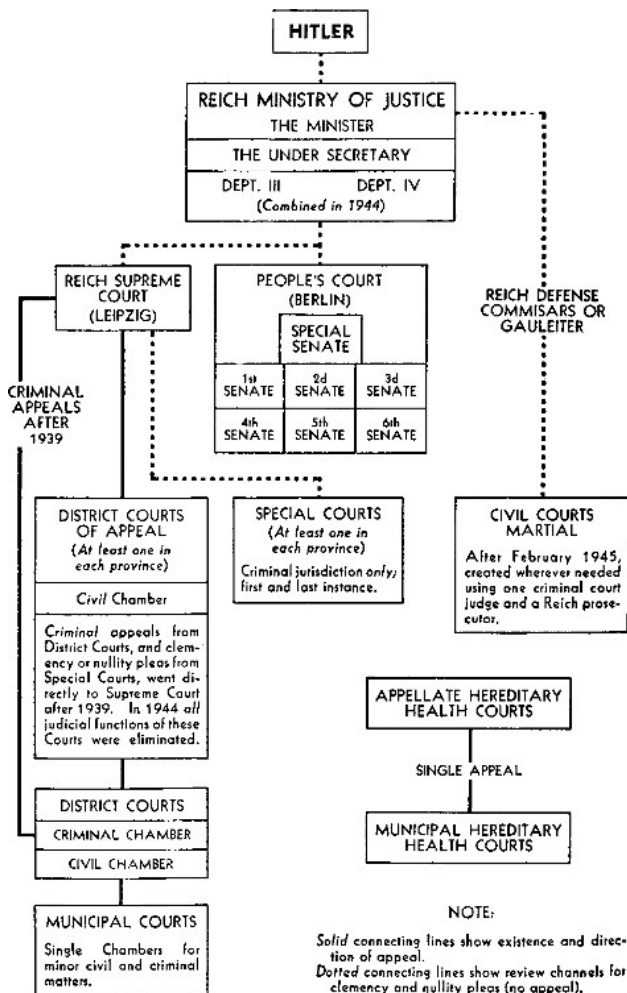 HITLER
REICH MINISTRY OF JUSTICE
THE MINISTER
THE UNDER SECRETARY
DEPT. III DEPT. IV
(Combined in 1944)
REICH SUPREME
COURT
(LEIPZIG)
PEOPLE'S COURT
(BERLIN)
SPECIAL
SENATE
1st
SENATE
2d
SENATE
3d
SENATE
4th
SENATE
5th
SENATE
6th
SENATE
REICH DEFENSE
COMMISARS OR
GAULEITER
CRIMINAL
APPEALS
AFTER
1939
DISTRICT COURTS
OF APPEAL
(At least one in
each province)
Civil Chamber
Criminal appeals from
District Courts, and clem-
ency or nullity pleas from
Special Courts, went di-
rectly to Supreme Court
after 1939. In 1944 all
judicial functions of these
Courts were eliminated.
SPECIAL COURTS
(At least one in
each province)
Criminal jurisdiction only;
first and last instance.
CIVIL COURTS
MARTIAL
After February 1945,
created wherever needed
using one criminal court
judge and a Reich prose-
cutor.
APPELLATE HEREDITARY
HEALTH COURTS
SINGLE APPEAL
MUNICIPAL HEREDITARY
HEALTH COURTS
DISTRICT COURTS
CRIMINAL CHAMBER
CIVIL CHAMBER
MUNICIPAL COURTS
Single Chambers for
minor civil and criminal
matters.
NOTE:
Solid connecting lines show existence and direc-
tion of appeal.
Dotted connecting lines show review channels for
clemency and nullity pleas (no appeal).